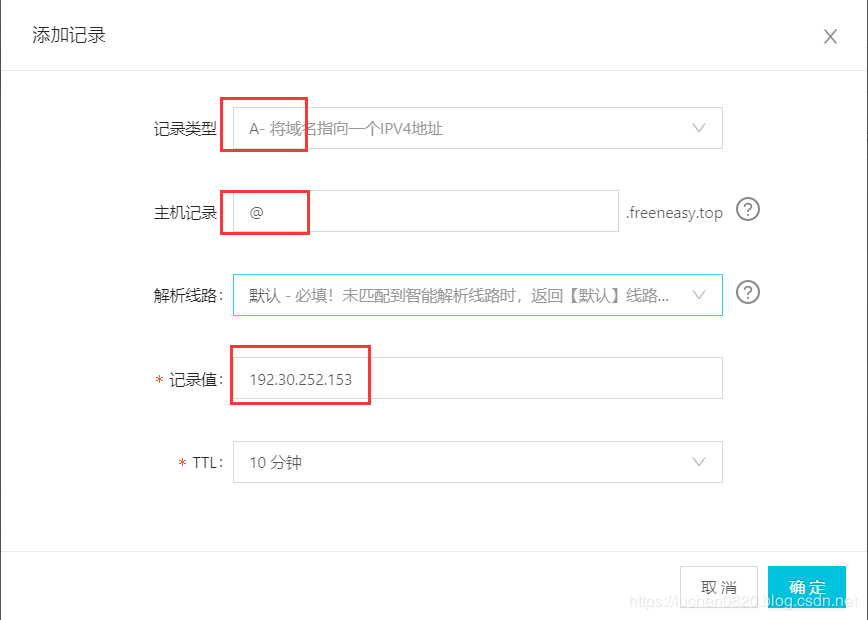 添加记录
记录类型 A- 将域名指向一个IPV4地址
主机记录 @ .freeneasy.top ?
解析线路： 默认 - 必填！未匹配到智能解析线路时，返回【默认】线路... ?
* 记录值： 192.30.252.153
* TTL： 10 分钟
取消 确定
https://luchen0620.blog.csdn.net